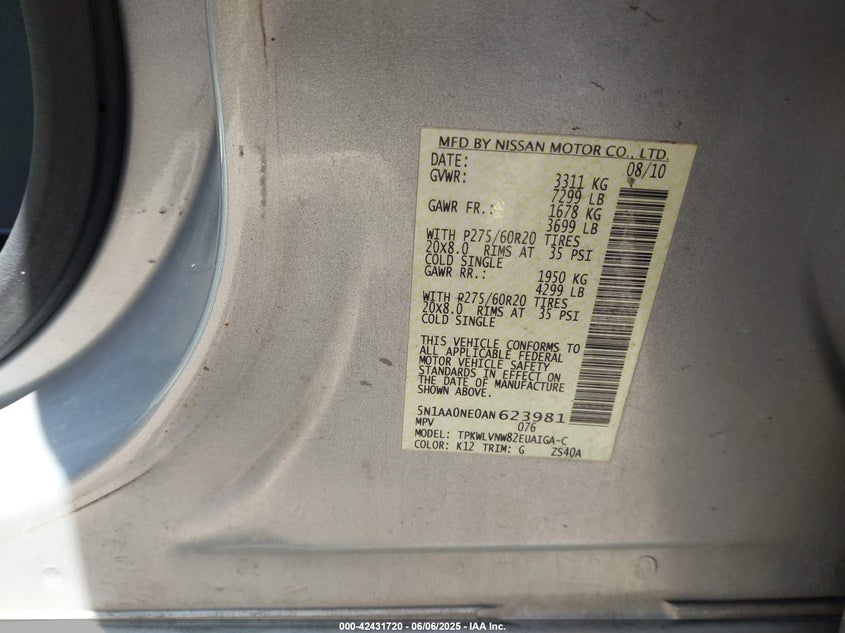 MFD BY NISSAN MOTOR CO., LTD.
DATE: 08/10
GVWR: 3311 KG
7299 LB
GAWR FR.: 1678 KG
3699 LB
WITH P275/60R20 TIRES
20X8.0 RIMS AT 35 PSI
COLD SINGLE
GAWR RR.: 1950 KG
4299 LB
WITH P275/60R20 TIRES
20X8.0 RIMS AT 35 PSI
COLD SINGLE
THIS VEHICLE CONFORMS TO
ALL APPLICABLE FEDERAL
MOTOR VEHICLE SAFETY
STANDARDS IN EFFECT ON
THE DATE OF MANUFACTURE
SHOWN ABOVE.
5N1AA0NE0AN623981
MPV 076
MODEL: TPKWLVNW82EUAIGA-C
COLOR: K12 TRIM: G ZS40A
000-42431720 - 06/06/2025 - IAA Inc.